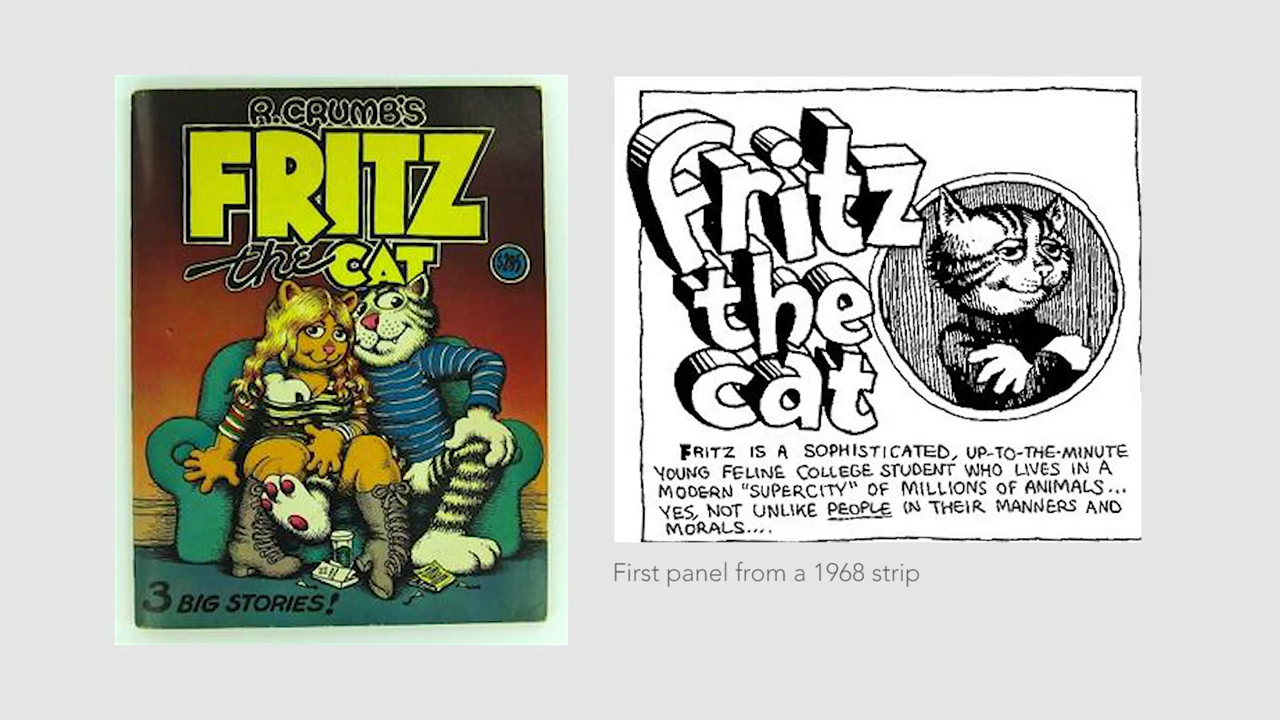 R. CRUMB'S
FRITZ
the CAT
$2.95
3 BIG STORIES!
Fritz
the
cat
FRITZ IS A SOPHISTICATED, UP-TO-THE-MINUTE
YOUNG FELINE COLLEGE STUDENT WHO LIVES IN A
MODERN "SUPERCITY" OF MILLIONS OF ANIMALS...
YES, NOT UNLIKE PEOPLE IN THEIR MANNERS AND
MORALS....
First panel from a 1968 strip